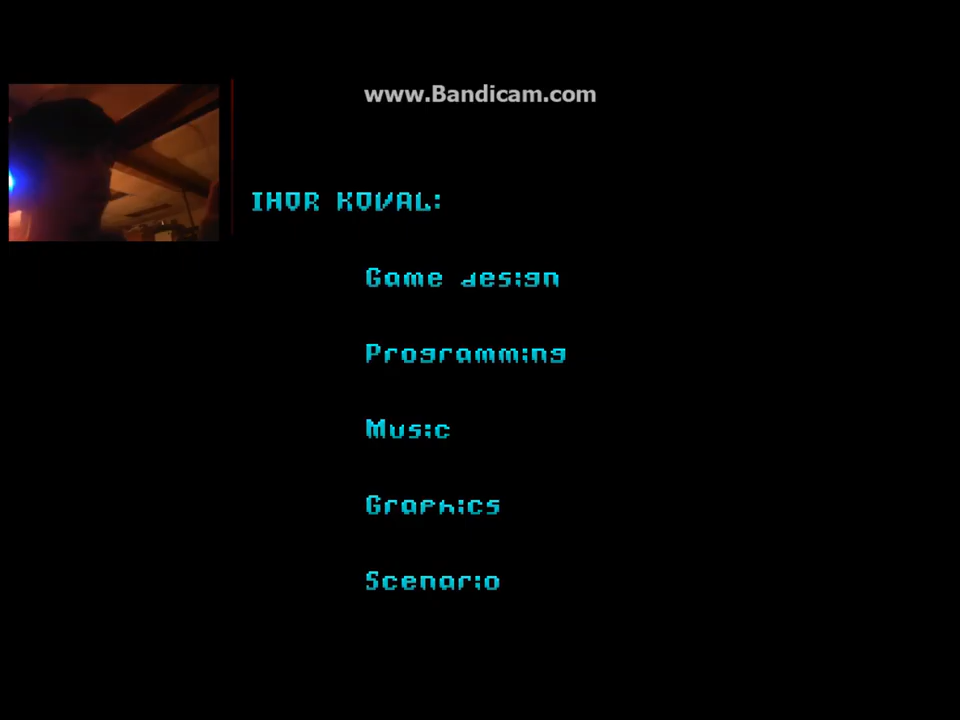 www.Bandicam.com
IHOR KOVAL:
Game design
Programming
Music
Graphics
Scenario